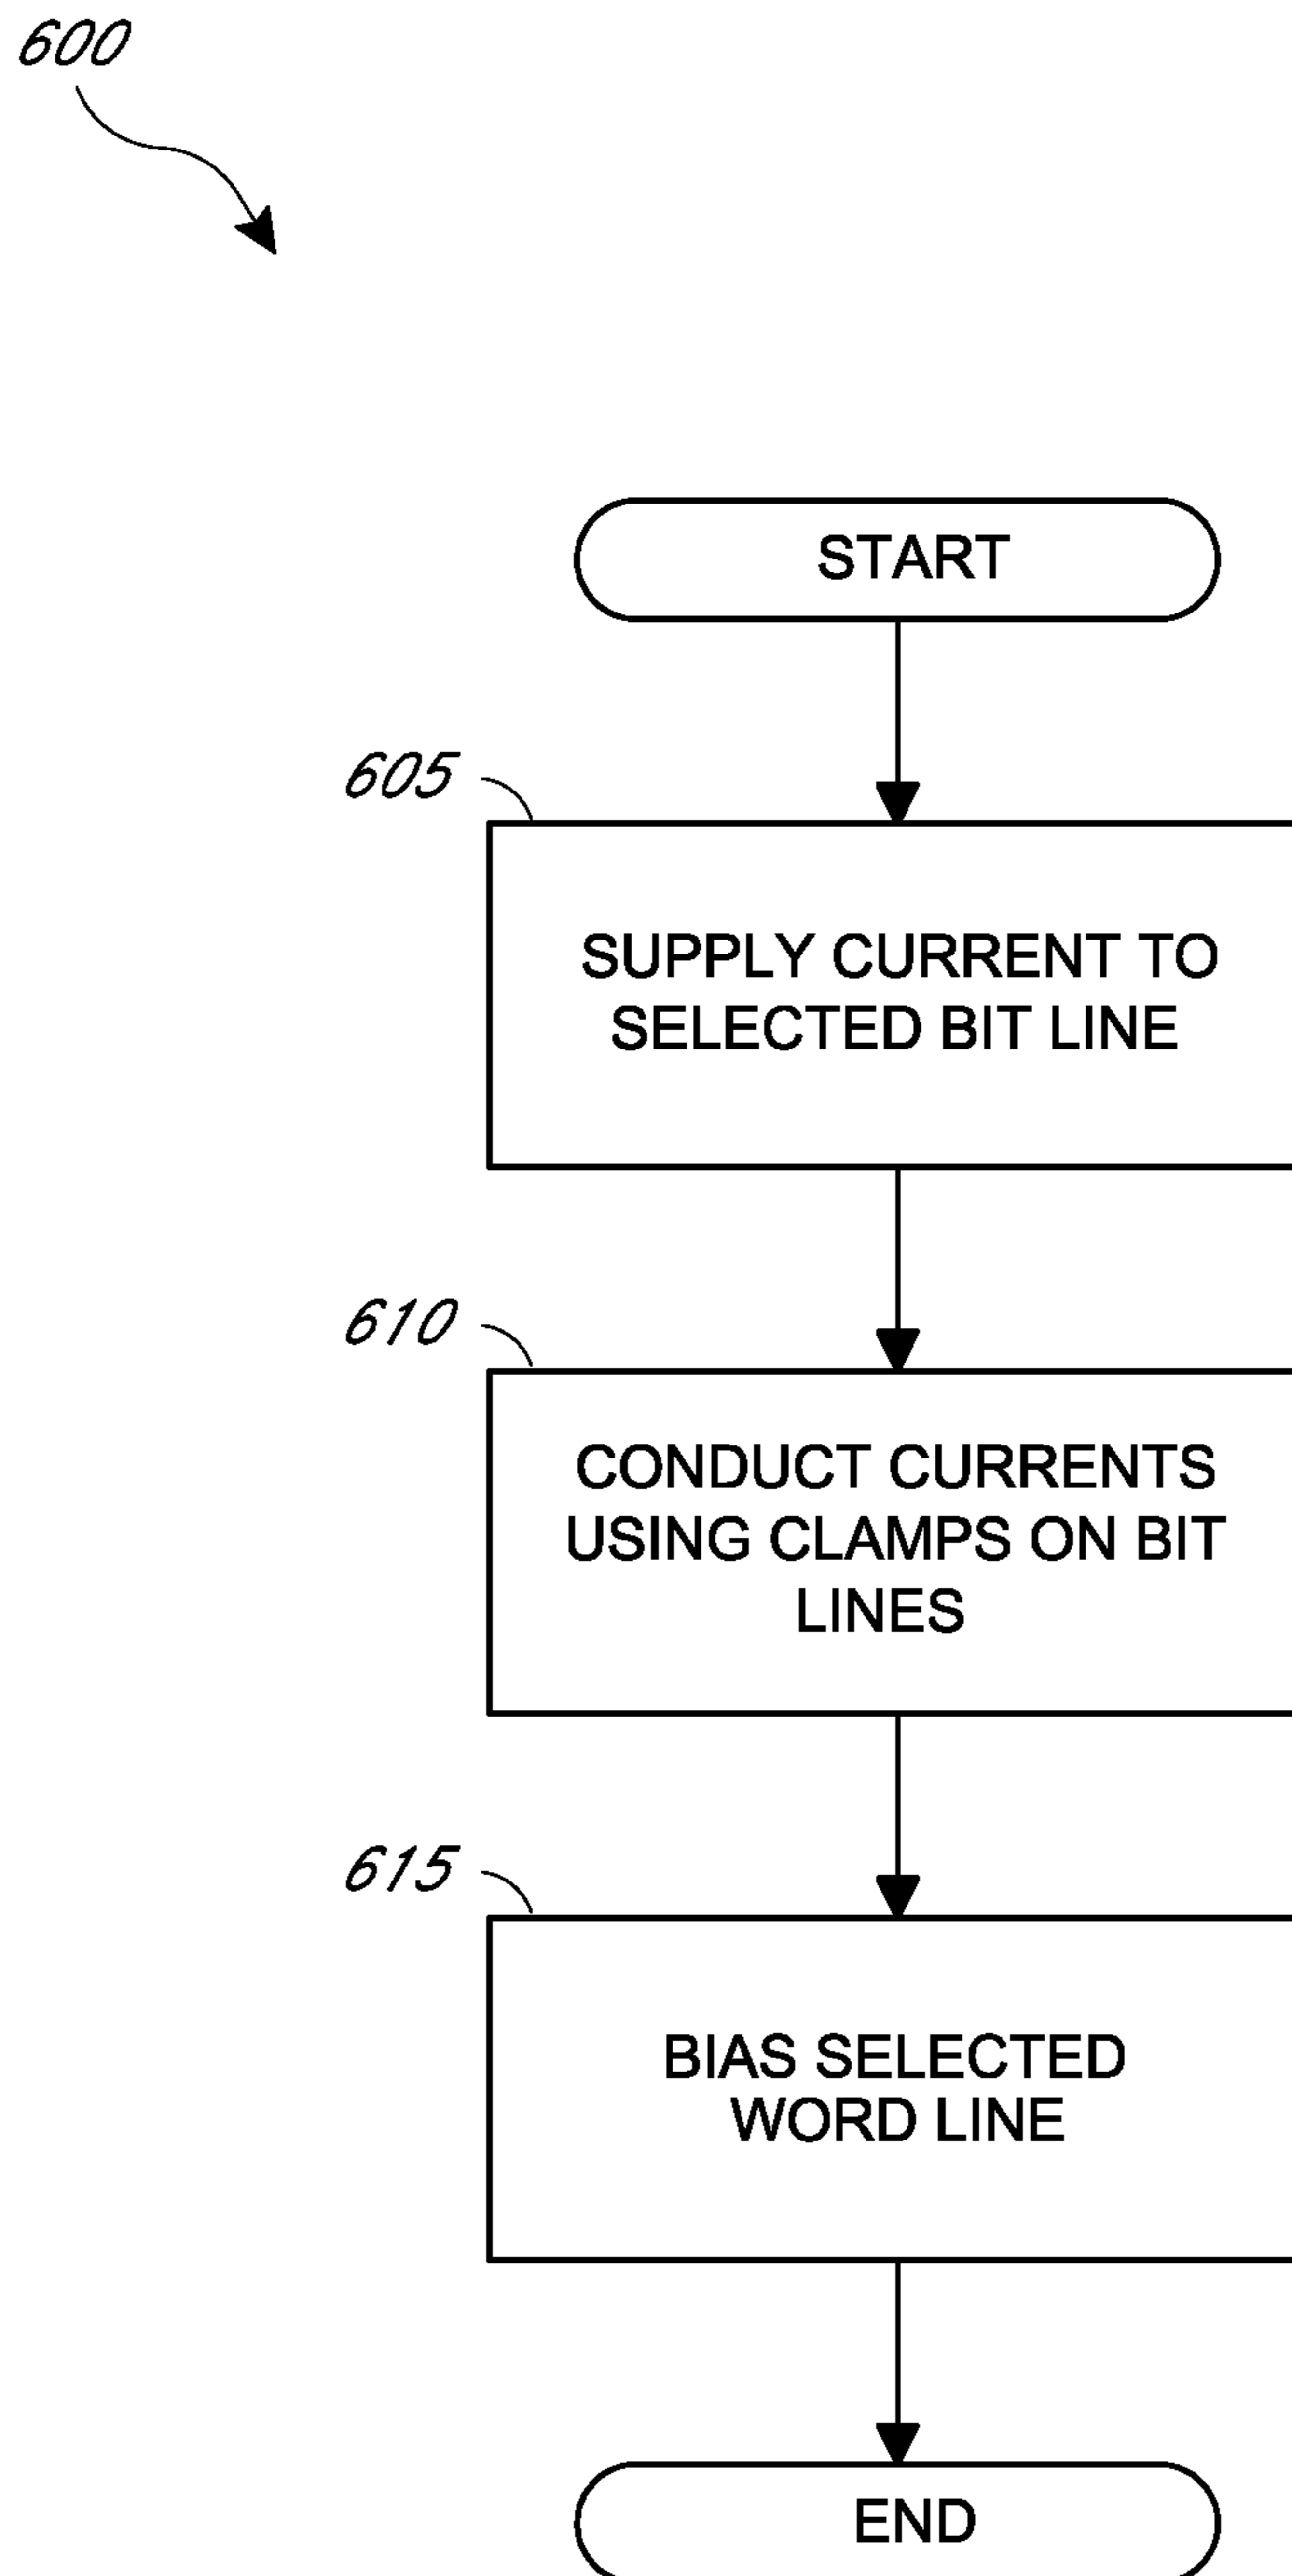 600
START
605
SUPPLY CURRENT TO
SELECTED BIT LINE
610
CONDUCT CURRENTS
USING CLAMPS ON BIT
LINES
615
BIAS SELECTED
WORD LINE
END